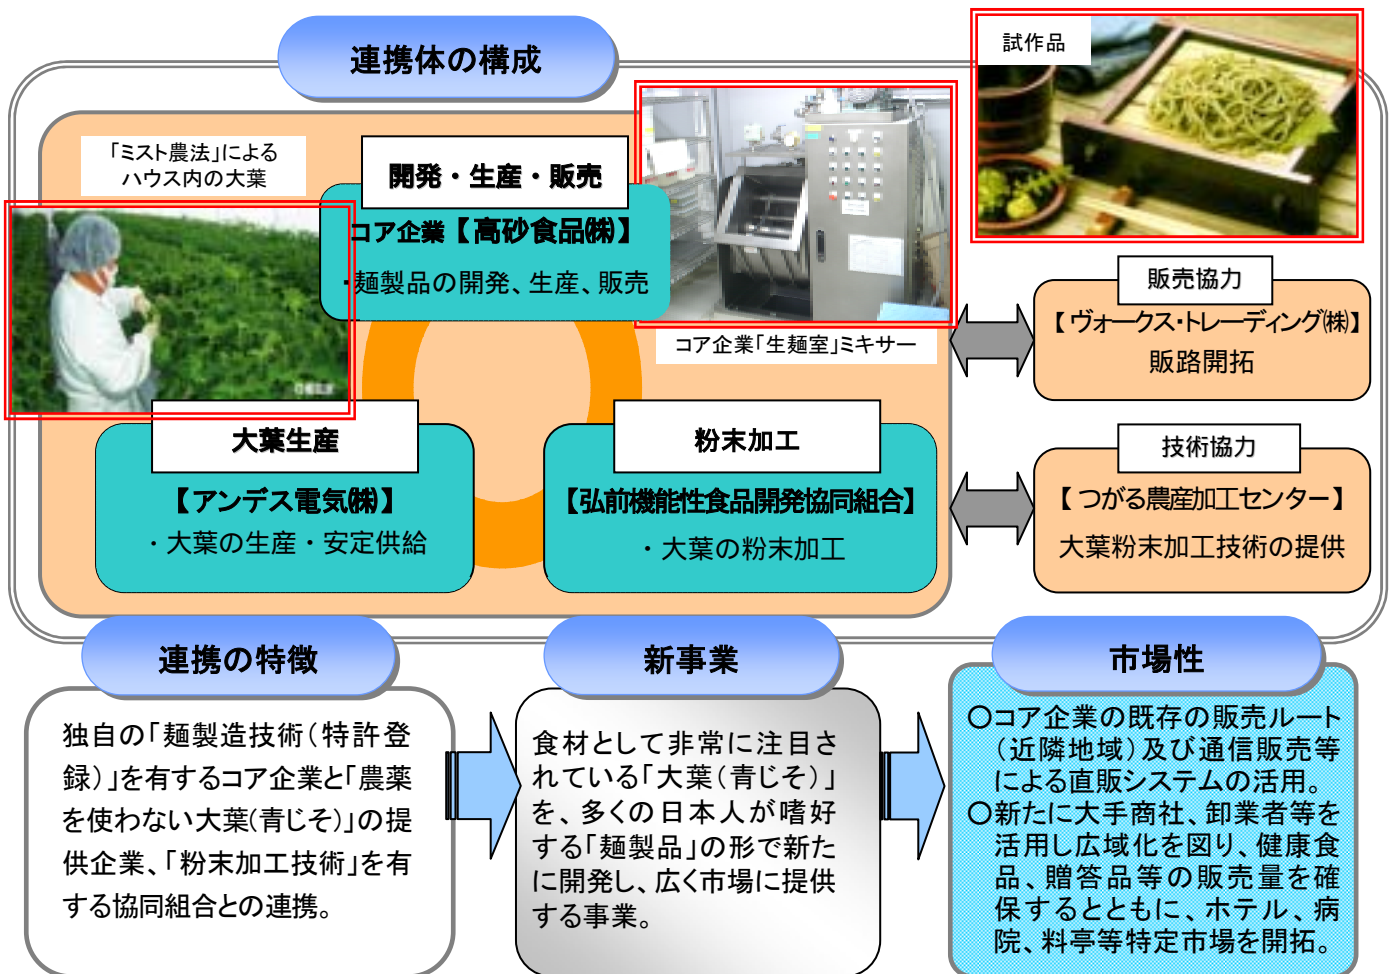 連携体の構成
試作品
「ミスト農法」による
ハウス内の大葉
開発・生産・販売
コア企業【高砂食品㈱】
・麺製品の開発、生産、販売
コア企業「生麺室」ミキサー
大葉生産
【アンデス電気㈱】
・大葉の生産・安定供給
粉末加工
【弘前機能性食品開発協同組合】
・大葉の粉末加工
販売協力
【ヴォークス・トレーディング㈱】
販路開拓
技術協力
【つがる農産加工センター】
大葉粉末加工技術の提供
連携の特徴
独自の「麺製造技術（特許登
録）」を有するコア企業と「農薬
を使わない大葉（青じそ）」の提
供企業、「粉末加工技術」を有
する協同組合との連携。
新事業
食材として非常に注目さ
れている「大葉（青じそ）」
を、多くの日本人が嗜好
する「麺製品」の形で新た
に開発し、広く市場に提供
する事業。
市場性
〇コア企業の既存の販売ルート
（近隣地域）及び通信販売等
による直販システムの活用。
〇新たに大手商社、卸業者等を
活用し広域化を図り、健康食
品、贈答品等の販売量を確
保するとともに、ホテル、病
院、料亭等特定市場を開拓。